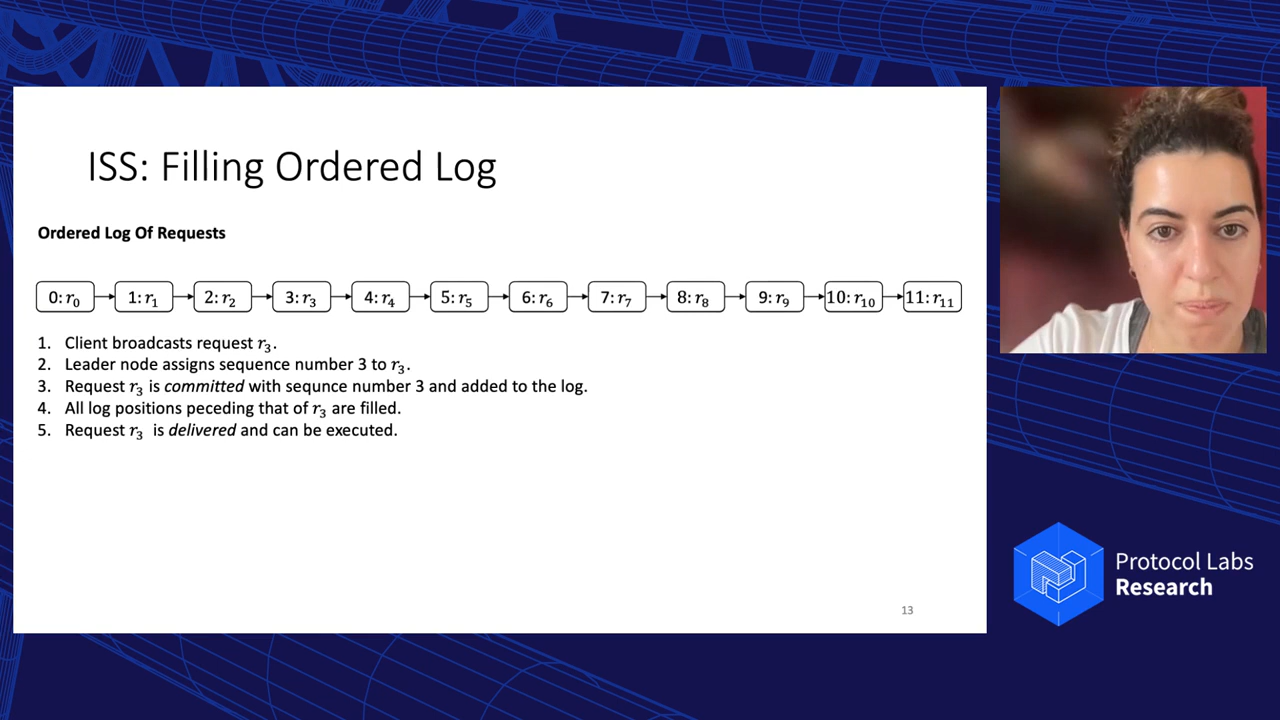 ISS: Filling Ordered Log
Ordered Log Of Requests
0: r₀ 1: r₁ 2: r₂ 3: r₃ 4: r₄ 5: r₅ 6: r₆ 7: r₇ 8: r₈ 9: r₉ 10: r₁₀ 11: r₁₁
1. Client broadcasts request r₃.
2. Leader node assigns sequence number 3 to r₃.
3. Request r₃ is committed with sequnce number 3 and added to the log.
4. All log positions peceding that of r₃ are filled.
5. Request r₃ is delivered and can be executed.
13
Protocol Labs
Research